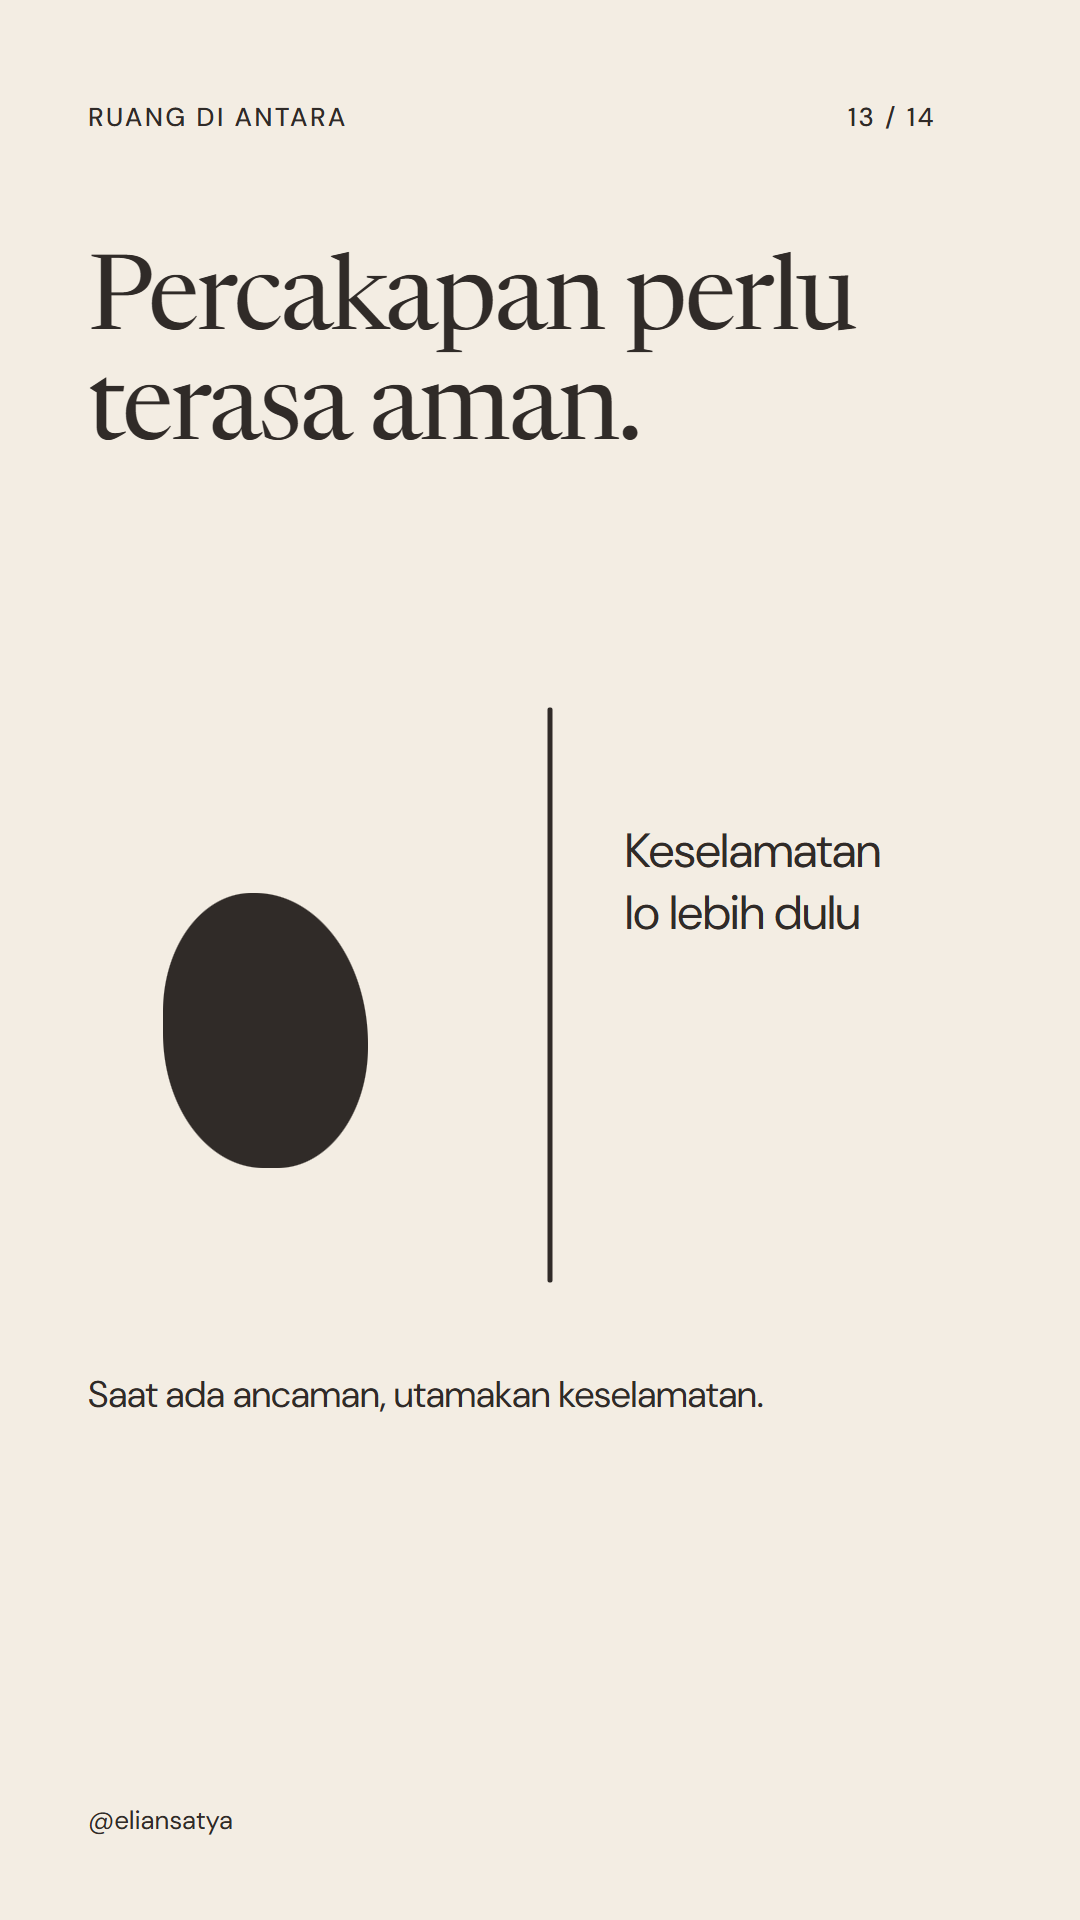 RUANG DI ANTARA
13 / 14
Percakapan perlu
terasa aman.
Keselamatan
lo lebih dulu
Saat ada ancaman, utamakan keselamatan.
@eliansatya